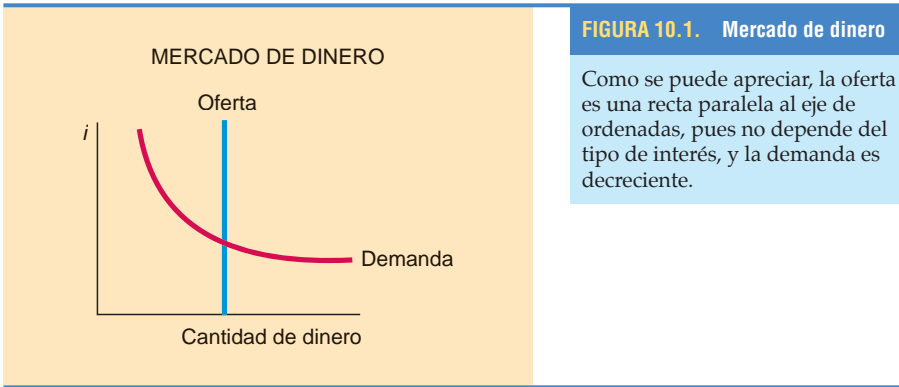 MERCADO DE DINERO
Oferta
i
Demanda
Cantidad de dinero
FIGURA 10.1. Mercado de dinero
Como se puede apreciar, la oferta
es una recta paralela al eje de
ordenadas, pues no depende del
tipo de interés, y la demanda es
decreciente.